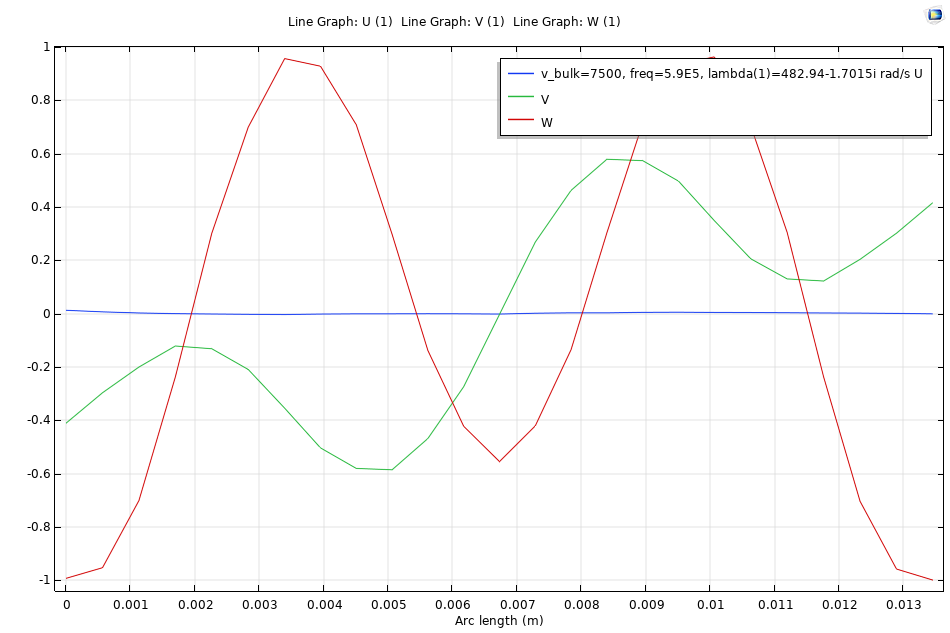 Line Graph: U (1)  Line Graph: V (1)  Line Graph: W (1)
v_bulk=7500, freq=5.9E5, lambda(1)=482.94-1.7015i rad/s U
V
W
1
0.8
0.6
0.4
0.2
0
-0.2
-0.4
-0.6
-0.8
-1
0 0.001 0.002 0.003 0.004 0.005 0.006 0.007 0.008 0.009 0.01 0.011 0.012 0.013
Arc length (m)